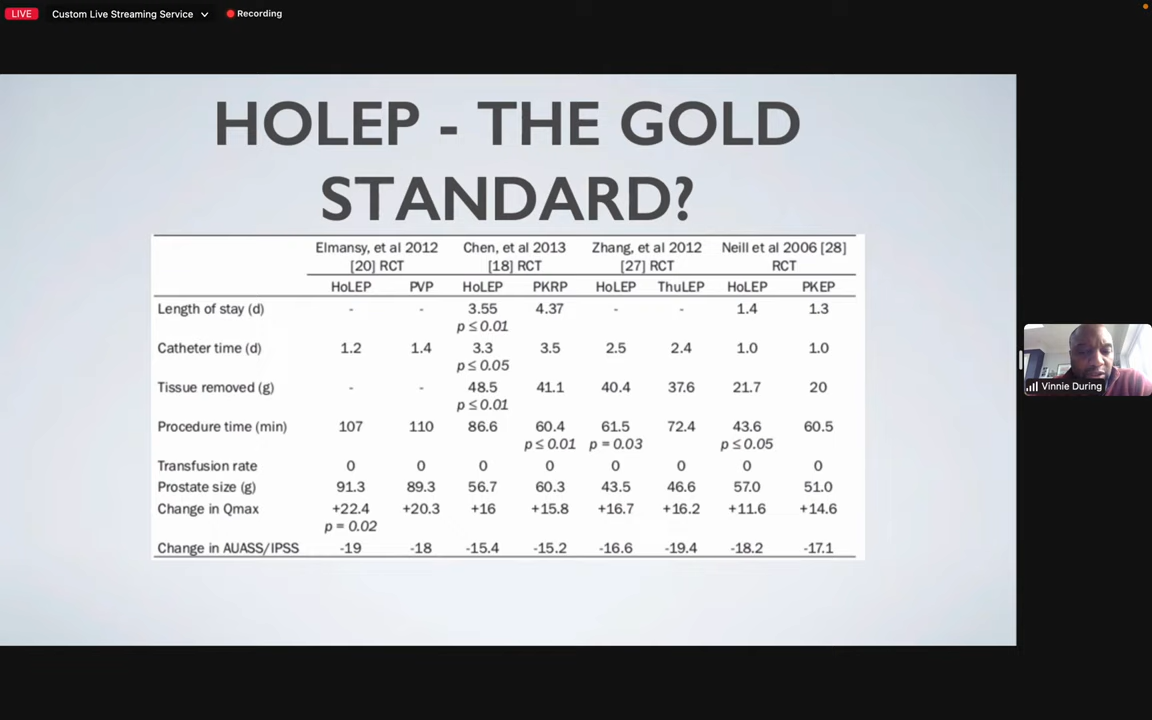 LIVE Custom Live Streaming Service Recording
HOLEP - THE GOLD
STANDARD?
Elmansy, et al 2012 Chen, et al 2013 Zhang, et al 2012 Neill et al 2006 [28]
[20] RCT [18] RCT [27] RCT RCT
HoLEP PVP HoLEP PKRP HoLEP ThuLEP HoLEP PKEP
Length of stay (d) - - 3.55 4.37 - - 1.4 1.3
p ≤ 0.01
Catheter time (d) 1.2 1.4 3.3 3.5 2.5 2.4 1.0 1.0
p ≤ 0.05
Tissue removed (g) - - 48.5 41.1 40.4 37.6 21.7 20
p ≤ 0.01
Procedure time (min) 107 110 86.6 60.4 61.5 72.4 43.6 60.5
p ≤ 0.01 p = 0.03 p ≤ 0.05
Transfusion rate 0 0 0 0 0 0 0 0
Prostate size (g) 91.3 89.3 56.7 60.3 43.5 46.6 57.0 51.0
Change in Qmax +22.4 +20.3 +16 +15.8 +16.7 +16.2 +11.6 +14.6
p = 0.02
Change in AUASS/IPSS -19 -18 -15.4 -15.2 -16.6 -19.4 -18.2 -17.1
Vinnie During